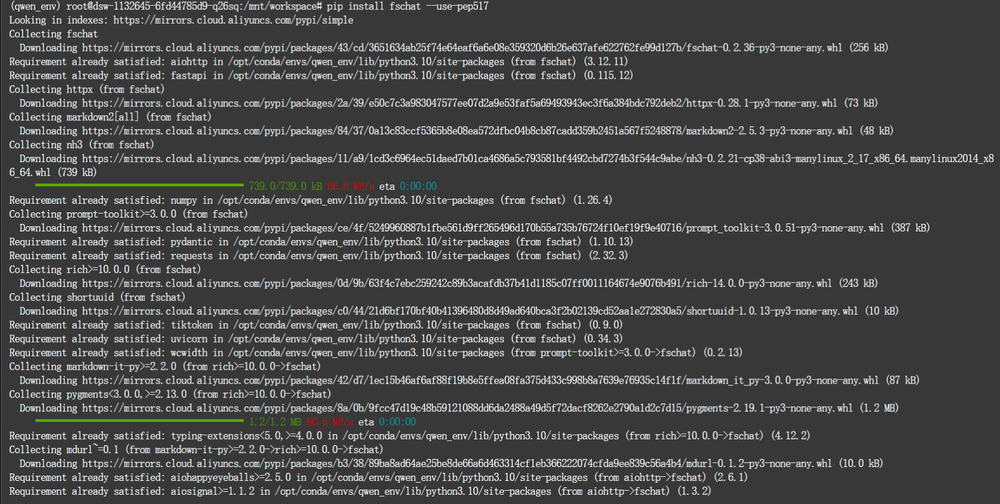 (qwen_env) root@dsw-1132645-6fd44785d9-q26sq:/mnt/workspace# pip install fschat --use-pep517
Looking in indexes: https://mirrors.cloud.aliyuncs.com/pypi/simple
Collecting fschat
  Downloading https://mirrors.cloud.aliyuncs.com/pypi/packages/43/cd/3651634ab25f74e64eaf6a6e08e359320d6b26e637afe622762fe99d127b/fschat-0.2.36-py3-none-any.whl (256 kB)
Requirement already satisfied: aiohttp in /opt/conda/envs/qwen_env/lib/python3.10/site-packages (from fschat) (3.12.11)
Requirement already satisfied: fastapi in /opt/conda/envs/qwen_env/lib/python3.10/site-packages (from fschat) (0.115.12)
Collecting httpx (from fschat)
  Downloading https://mirrors.cloud.aliyuncs.com/pypi/packages/2a/39/e50c7c3a983047577ee07d2a9e53faf5a69493943ec3f6a384bdc792deb2/httpx-0.28.1-py3-none-any.whl (73 kB)
Collecting markdown2[all] (from fschat)
  Downloading https://mirrors.cloud.aliyuncs.com/pypi/packages/84/37/0a13c83ccf5365b8e08ea572dfbc04b8cb87cadd359b2451a567f5248878/markdown2-2.5.3-py3-none-any.whl (48 kB)
Collecting nh3 (from fschat)
  Downloading https://mirrors.cloud.aliyuncs.com/pypi/packages/11/a9/1cd3c6964ec51daed7b01ca4686a5c793581bf4492cbd7274b3f544c9abe/nh3-0.2.21-cp38-abi3-manylinux_2_17_x86_64.manylinux2014_x8
6_64.whl (739 kB)
739.0/739.0 kB 86.8 MB/s eta 0:00:00
Requirement already satisfied: numpy in /opt/conda/envs/qwen_env/lib/python3.10/site-packages (from fschat) (1.26.4)
Collecting prompt-toolkit>=3.0.0 (from fschat)
  Downloading https://mirrors.cloud.aliyuncs.com/pypi/packages/ce/4f/5249960887b1fbe561d9ff265496d170b55a735b76724f10ef19f9e40716/prompt_toolkit-3.0.51-py3-none-any.whl (387 kB)
Requirement already satisfied: pydantic in /opt/conda/envs/qwen_env/lib/python3.10/site-packages (from fschat) (1.10.13)
Requirement already satisfied: requests in /opt/conda/envs/qwen_env/lib/python3.10/site-packages (from fschat) (2.32.3)
Collecting rich>=10.0.0 (from fschat)
  Downloading https://mirrors.cloud.aliyuncs.com/pypi/packages/0d/9b/63f4c7ebc259242c89b3acafdb37b41d1185c07ff0011164674e9076b491/rich-14.0.0-py3-none-any.whl (243 kB)
Collecting shortuuid (from fschat)
  Downloading https://mirrors.cloud.aliyuncs.com/pypi/packages/c0/44/21d6bf170bf40b41396480d8d49ad640bca3f2b02139cd52aa1e272830a5/shortuuid-1.0.13-py3-none-any.whl (10 kB)
Requirement already satisfied: tiktoken in /opt/conda/envs/qwen_env/lib/python3.10/site-packages (from fschat) (0.9.0)
Requirement already satisfied: uvicorn in /opt/conda/envs/qwen_env/lib/python3.10/site-packages (from fschat) (0.34.3)
Requirement already satisfied: wcwidth in /opt/conda/envs/qwen_env/lib/python3.10/site-packages (from prompt-toolkit>=3.0.0->fschat) (0.2.13)
Collecting markdown-it-py>=2.2.0 (from rich>=10.0.0->fschat)
  Downloading https://mirrors.cloud.aliyuncs.com/pypi/packages/42/d7/1ec15b46af6af88f19b8e5ffea08fa375d433c998b8a7639e76935c14f1f/markdown_it_py-3.0.0-py3-none-any.whl (87 kB)
Collecting pygments<3.0.0,>=2.13.0 (from rich>=10.0.0->fschat)
  Downloading https://mirrors.cloud.aliyuncs.com/pypi/packages/8a/0b/9fcc47d19c48b59121088dd6da2488a49d5f72dacf8262e2790a1d2c7d15/pygments-2.19.1-py3-none-any.whl (1.2 MB)
1.2/1.2 MB 90.5 MB/s eta 0:00:00
Requirement already satisfied: typing-extensions<5.0,>=4.0.0 in /opt/conda/envs/qwen_env/lib/python3.10/site-packages (from rich>=10.0.0->fschat) (4.12.2)
Collecting mdurl~=0.1 (from markdown-it-py>=2.2.0->rich>=10.0.0->fschat)
  Downloading https://mirrors.cloud.aliyuncs.com/pypi/packages/b3/38/89ba8ad64ae25be8de66a6d463314cf1eb366222074cfda9ee839c56a4b4/mdurl-0.1.2-py3-none-any.whl (10.0 kB)
Requirement already satisfied: aiohappyeyeballs>=2.5.0 in /opt/conda/envs/qwen_env/lib/python3.10/site-packages (from aiohttp->fschat) (2.6.1)
Requirement already satisfied: aiosignal>=1.1.2 in /opt/conda/envs/qwen_env/lib/python3.10/site-packages (from aiohttp->fschat) (1.3.2)